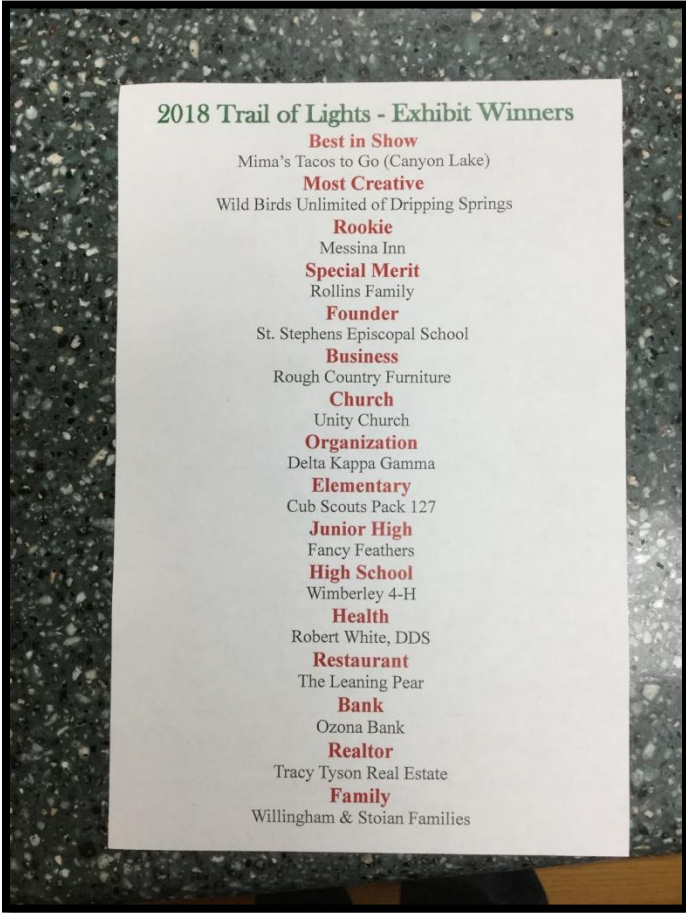 2018 Trail of Lights - Exhibit Winners
Best in Show
Mima's Tacos to Go (Canyon Lake)
Most Creative
Wild Birds Unlimited of Dripping Springs
Rookie
Messina Inn
Special Merit
Rollins Family
Founder
St. Stephens Episcopal School
Business
Rough Country Furniture
Church
Unity Church
Organization
Delta Kappa Gamma
Elementary
Cub Scouts Pack 127
Junior High
Fancy Feathers
High School
Wimberley 4-H
Health
Robert White, DDS
Restaurant
The Leaning Pear
Bank
Ozona Bank
Realtor
Tracy Tyson Real Estate
Family
Willingham & Stoian Families